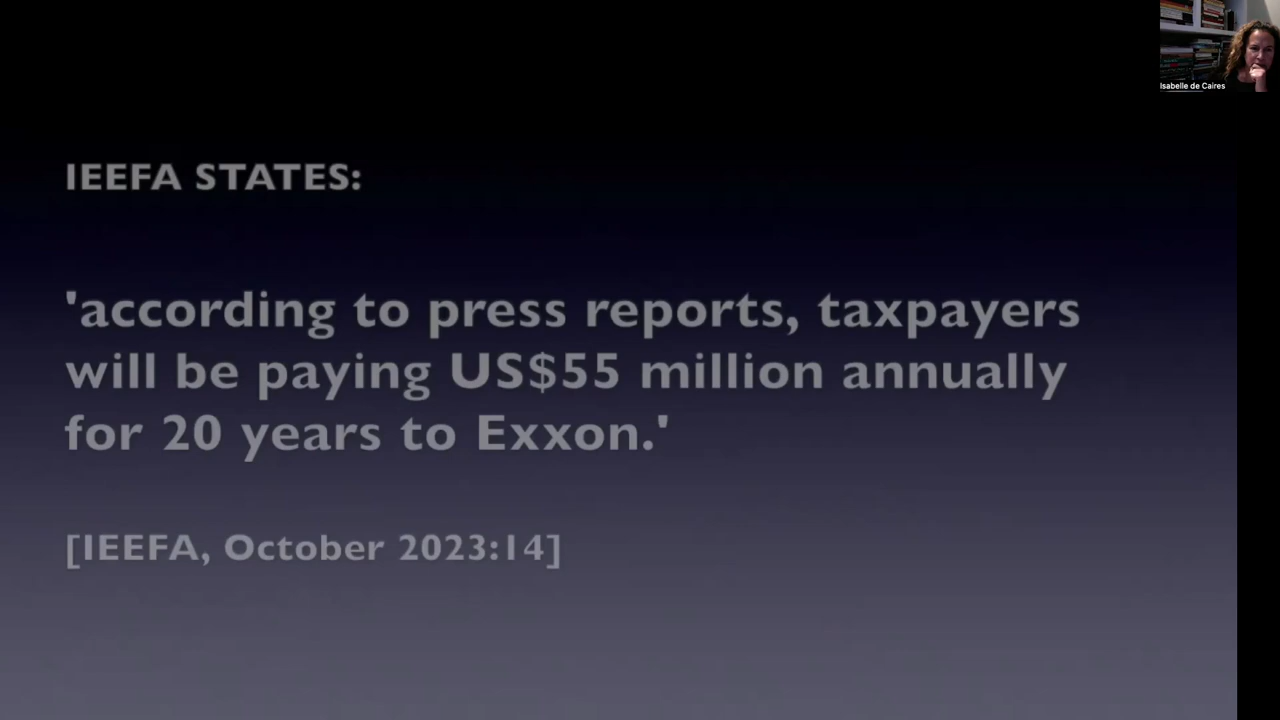 Isabelle de Caires
IEEFA STATES:
'according to press reports, taxpayers
will be paying US$55 million annually
for 20 years to Exxon.'
[IEEFA, October 2023:14]